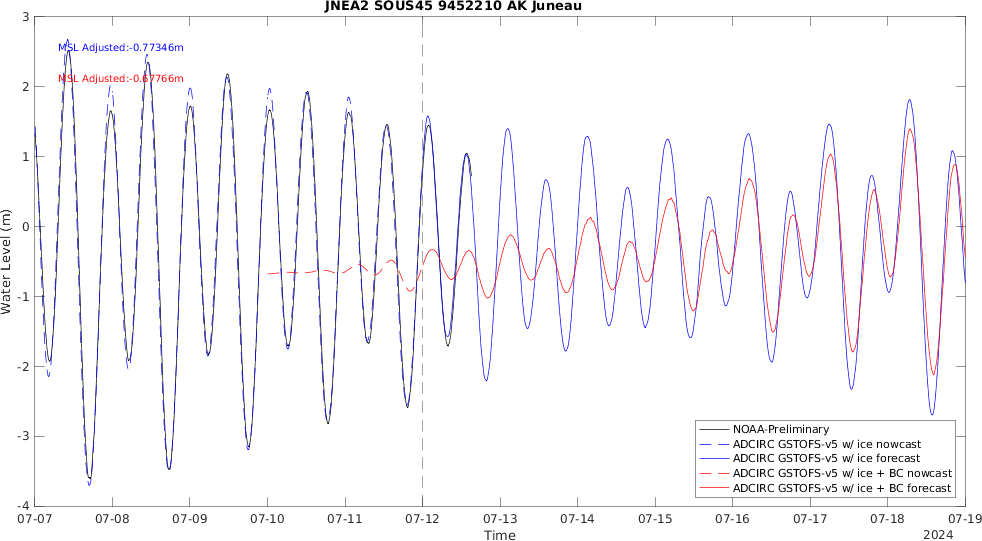 JNEA2 SOUS45 9452210 AK Juneau
MSL Adjusted:-0.77346m
MSL Adjusted:-0.67766m
Water Level (m)
3
2
1
0
-1
-2
-3
-4
NOAA-Preliminary
ADCIRC GSTOFS-v5 w/ ice nowcast
ADCIRC GSTOFS-v5 w/ ice forecast
ADCIRC GSTOFS-v5 w/ ice + BC nowcast
ADCIRC GSTOFS-v5 w/ ice + BC forecast
07-07 07-08 07-09 07-10 07-11 07-12 07-13 07-14 07-15 07-16 07-17 07-18 07-19
Time
2024